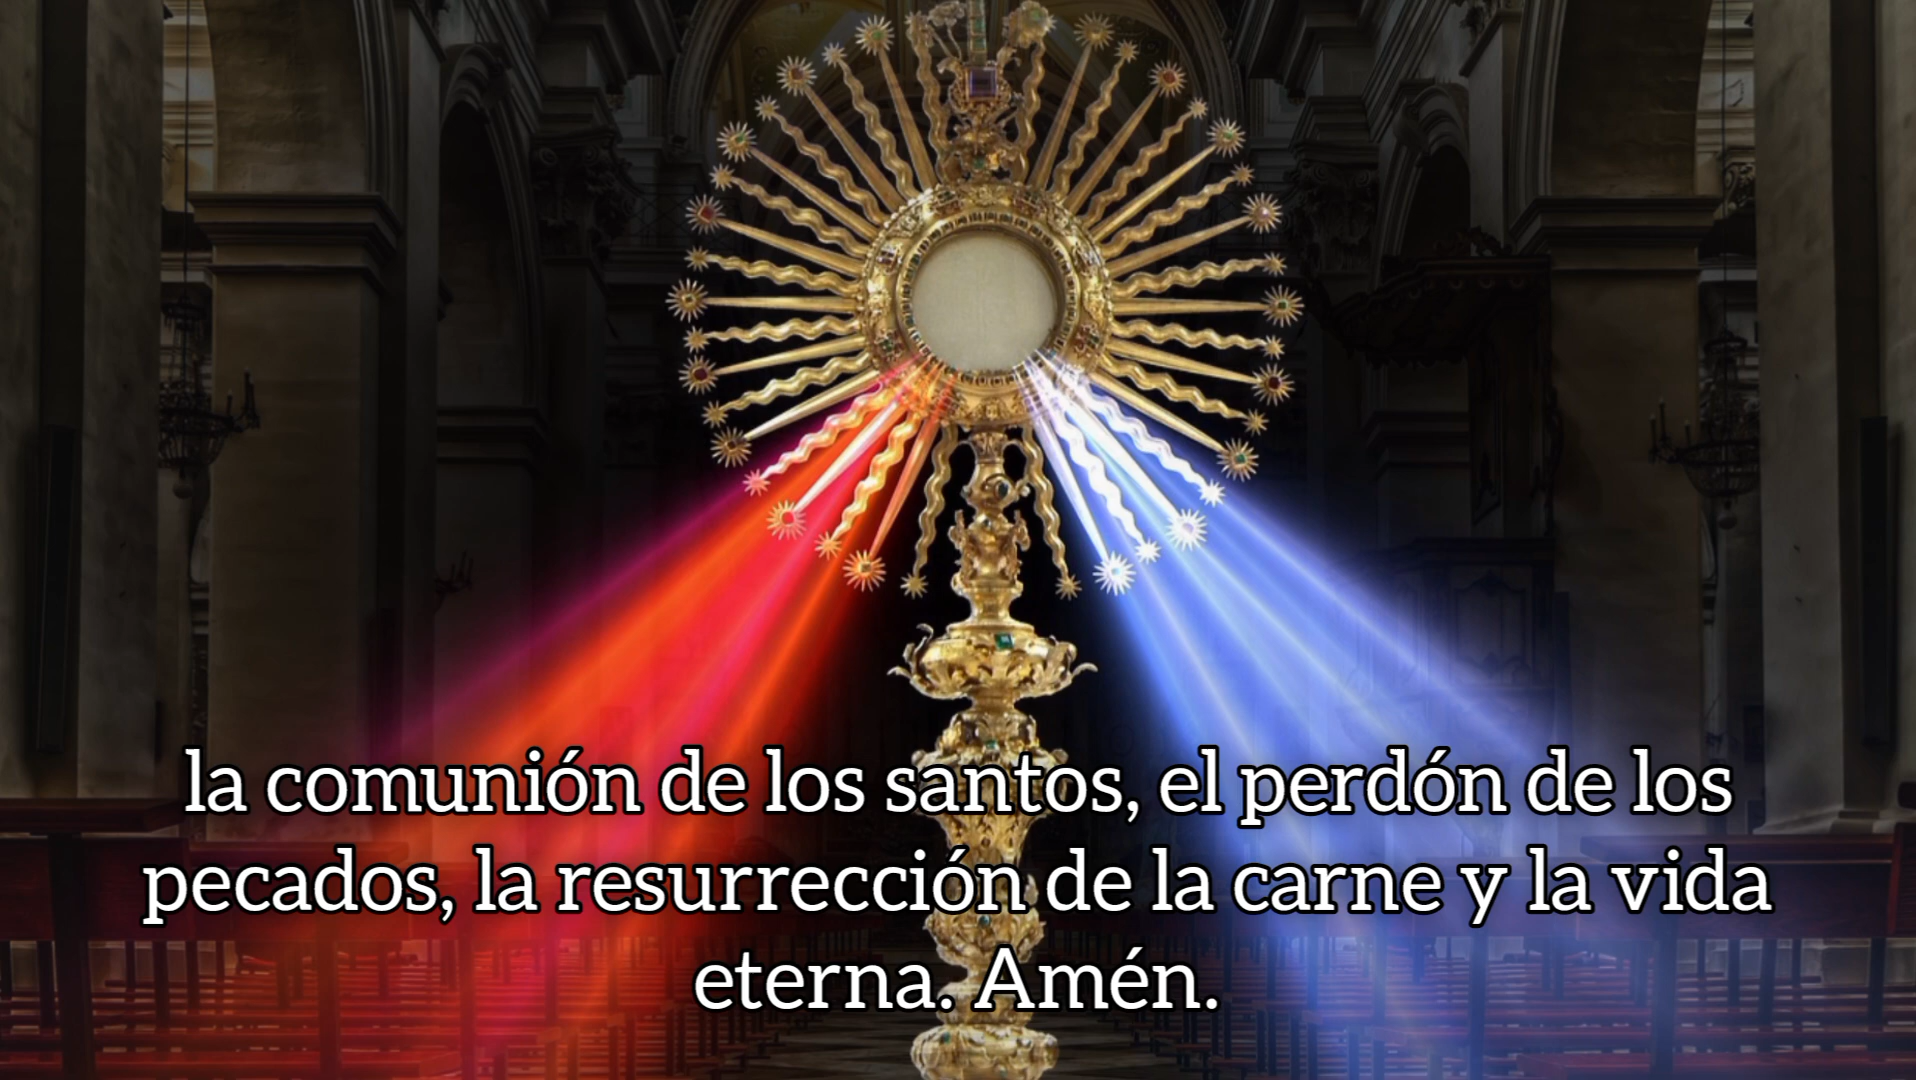 la comunión de los santos, el perdón de los
pecados, la resurrección de la carne y la vida
eterna. Amén.